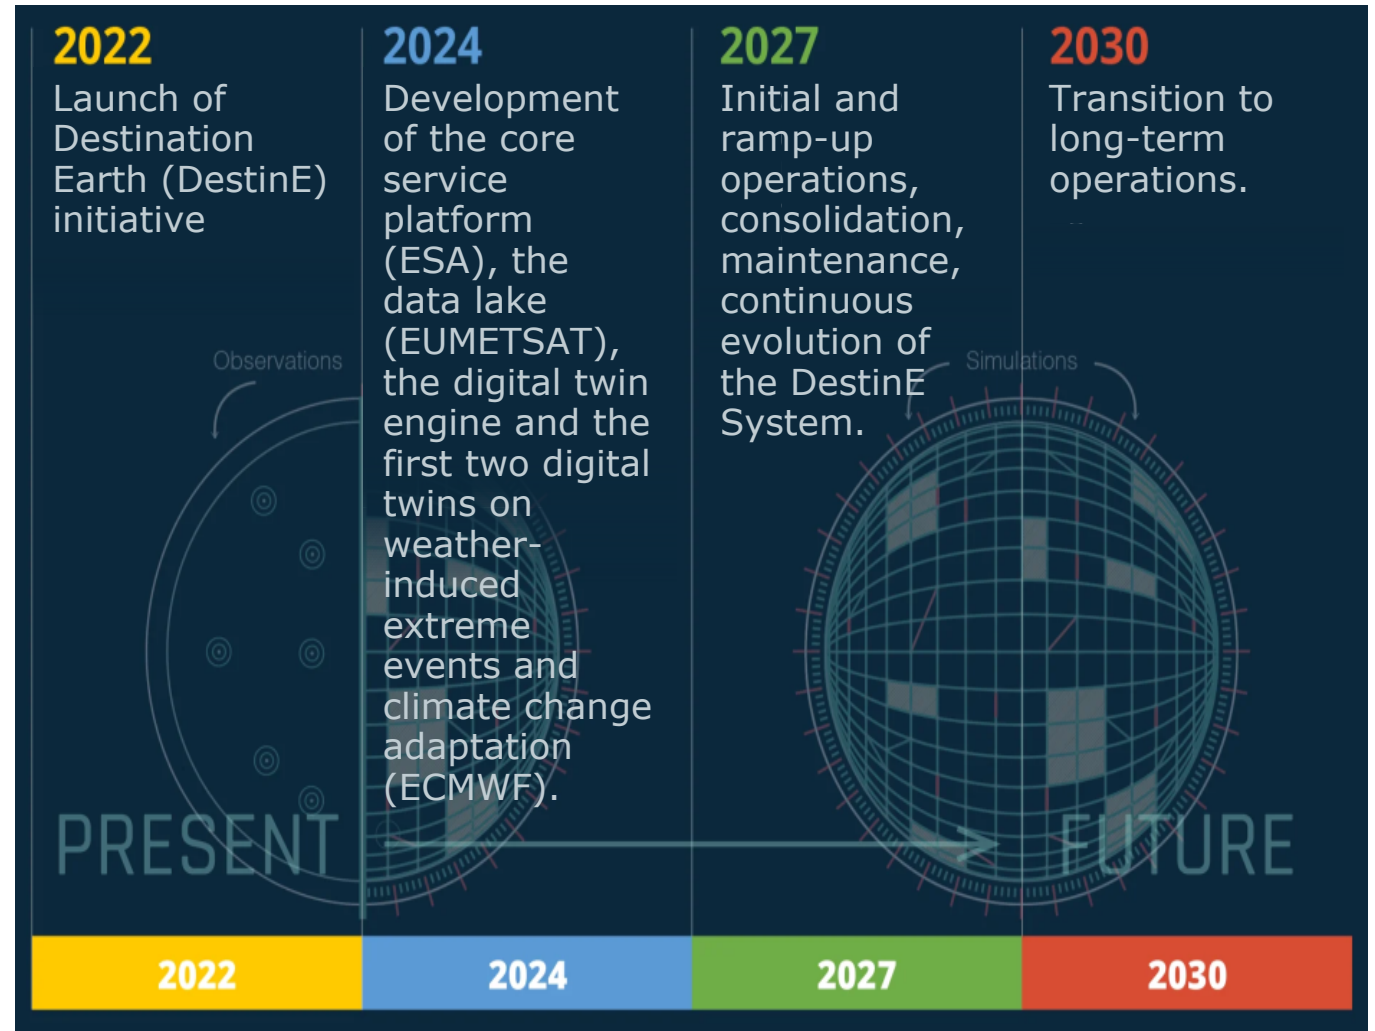 2022
Launch of
Destination
Earth (DestinE)
initiative
2024
Development
of the core
service
platform
(ESA), the
data lake
(EUMETSAT),
the digital twin
engine and the
first two digital
twins on
weather-
induced
extreme
events and
climate change
adaptation
(ECMWF).
2027
Initial and
ramp-up
operations,
consolidation,
maintenance,
continuous
evolution of
the DestinE
System.
2030
Transition to
long-term
operations.
Observations
Simulations
PRESENT
FUTURE
2022
2024
2027
2030